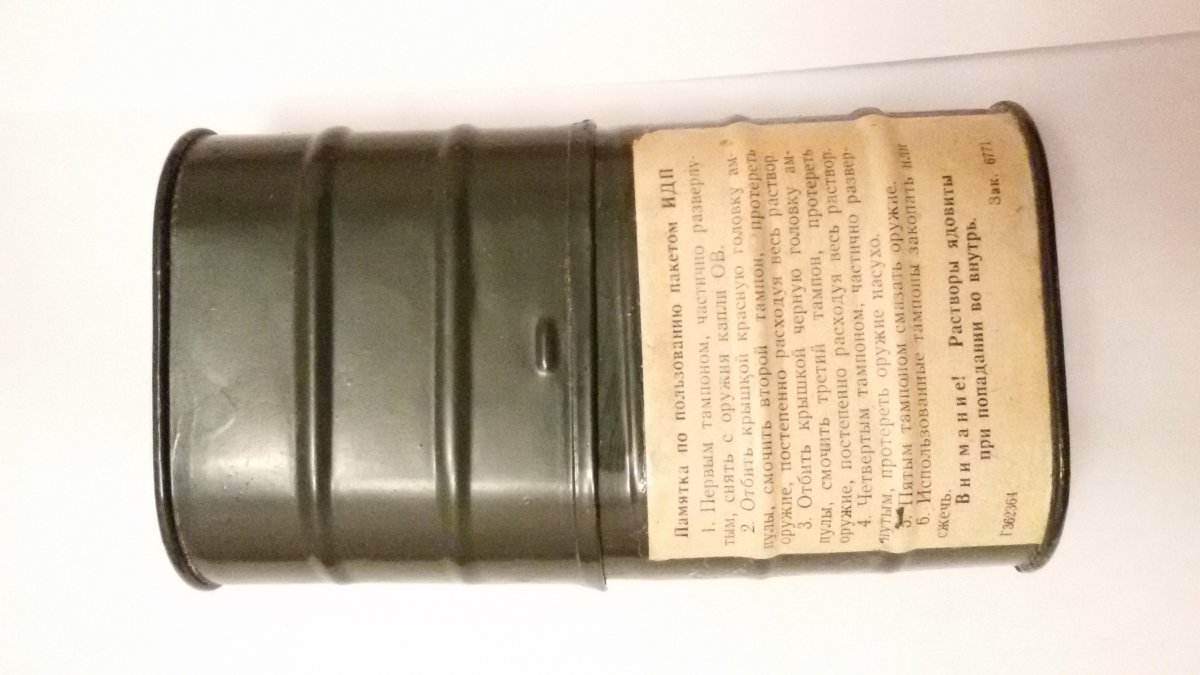 Памятка по пользованию пакетом ИДП
1. Первым тампоном, частично разверну-
тым, снять с оружия капли ОВ.
2. Отбить крышкой красную головку ам-
пулы, смочить второй тампон, протереть
оружие, постепенно расходуя весь раствор.
3. Отбить крышкой черную головку ам-
пулы, смочить третий тампон, протереть
оружие, постепенно расходуя весь раствор.
4. Четвертым тампоном, частично развер-
нутым, протереть оружие насухо.
5. Пятым тампоном смазать оружие.
6. Использованные тампоны закопать или
сжечь.
Внимание! Растворы ядовиты
при попадании во внутрь.
Г362364 Зак. 6771